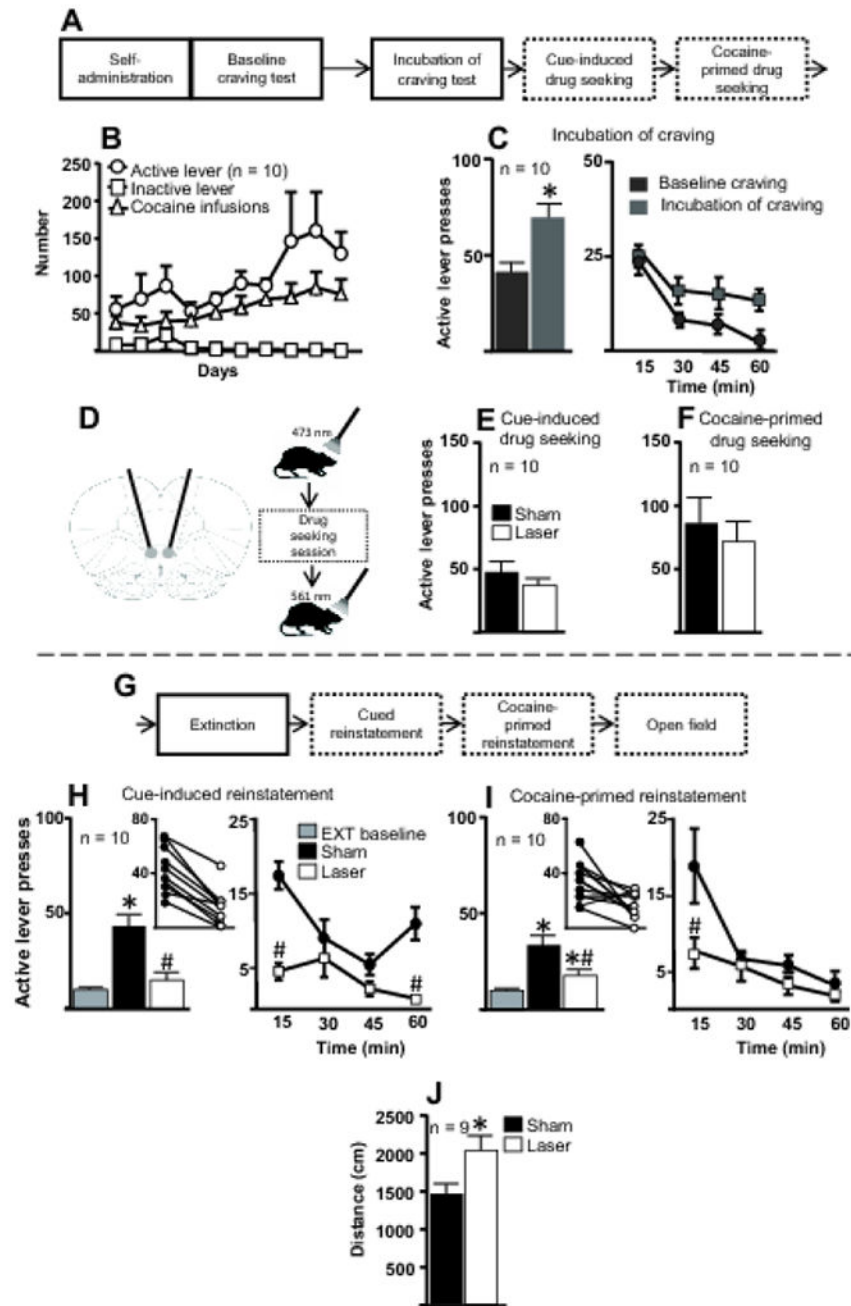 A
Self-
administration
Baseline
craving test
Incubation of
craving test
Cue-induced
drug seeking
Cocaine-
primed drug
seeking
B
250
200
150
100
50
Number
Active lever (n = 10)
Inactive lever
Cocaine infusions
Days
C
Incubation of craving
100
50
Active lever presses
n = 10
*
50
25
Baseline craving
Incubation of craving
15 30 45 60
Time (min)
D
473 nm
Drug
seeking
session
561 nm
E
Cue-induced
drug seeking
150
100
50
Active lever presses
n = 10
Sham
Laser
F
Cocaine-primed
drug seeking
150
100
50
n = 10
G
Extinction
Cued
reinstatement
Cocaine-
primed
reinstatement
Open field
H
Cue-induced reinstatement
100
50
Active lever presses
n = 10
*
#
80
40
25
15
5
EXT baseline
Sham
Laser
#
#
15 30 45 60
Time (min)
I
Cocaine-primed reinstatement
100
50
n = 10
*
*#
80
40
25
15
5
#
15 30 45 60
Time (min)
J
2500
2000
1500
1000
500
Distance (cm)
n = 9
*
Sham
Laser